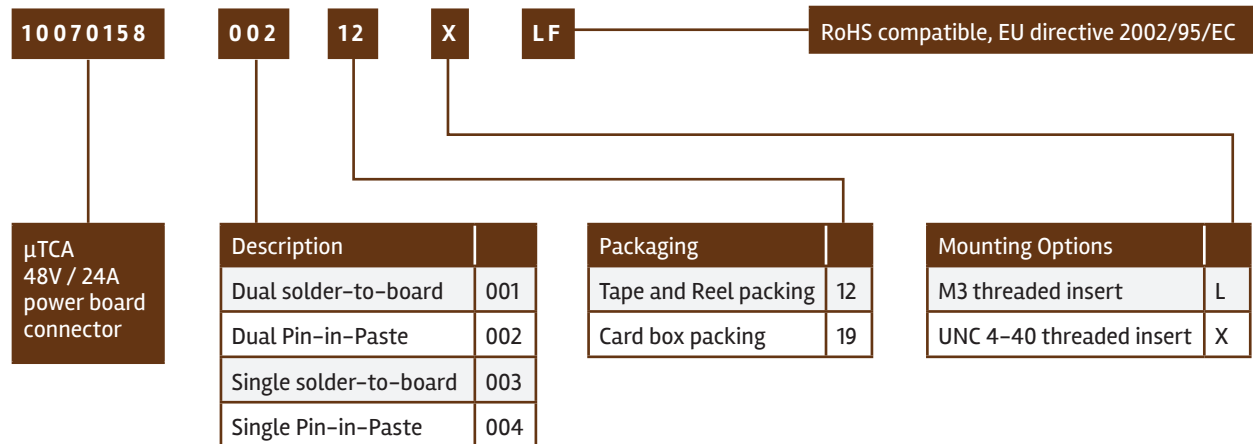 10070158 002 12 X LF RoHS compatible, EU directive 2002/95/EC
µTCA
48V / 24A
power board
connector
Description
Dual solder-to-board 001
Dual Pin-in-Paste 002
Single solder-to-board 003
Single Pin-in-Paste 004
Packaging
Tape and Reel packing 12
Card box packing 19
Mounting Options
M3 threaded insert L
UNC 4-40 threaded insert X